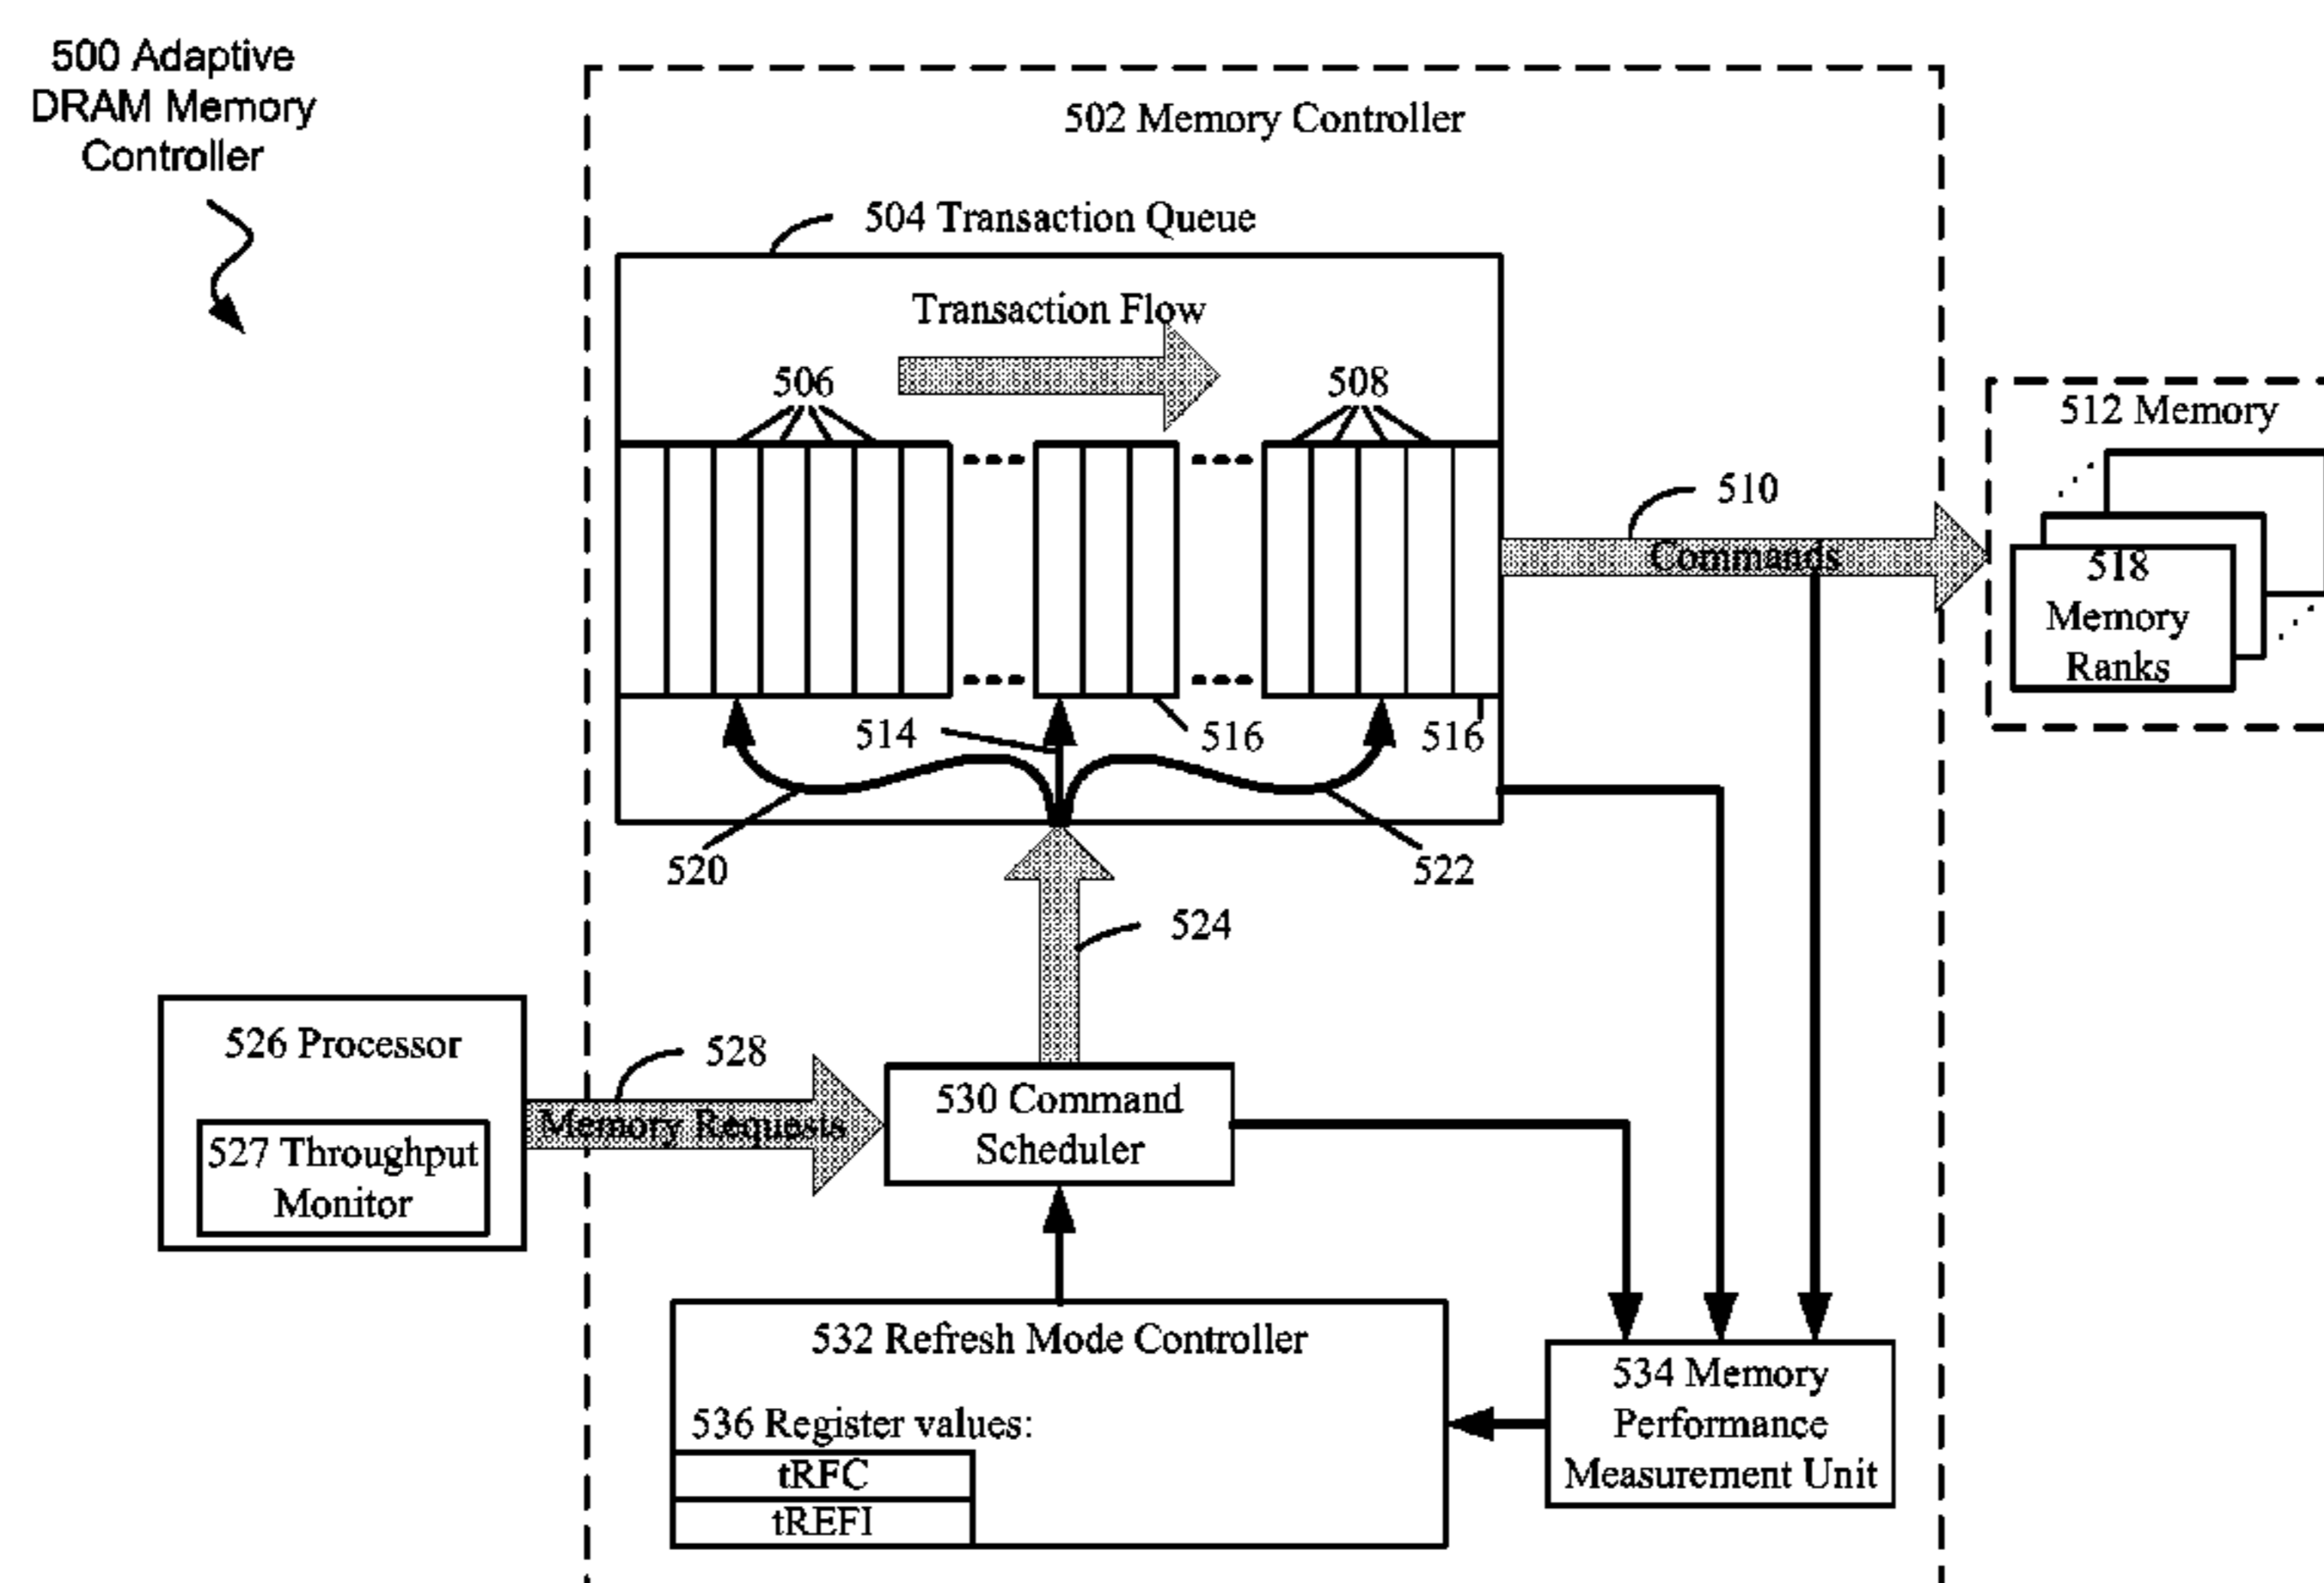 500 Adaptive
DRAM Memory
Controller
502 Memory Controller
504 Transaction Queue
Transaction Flow
506
508
510
Commands
512 Memory
518
Memory
Ranks
514
516
516
520
522
524
526 Processor
527 Throughput
Monitor
528
Memory Requests
530 Command
Scheduler
532 Refresh Mode Controller
536 Register values:
tRFC
tREFI
534 Memory
Performance
Measurement Unit